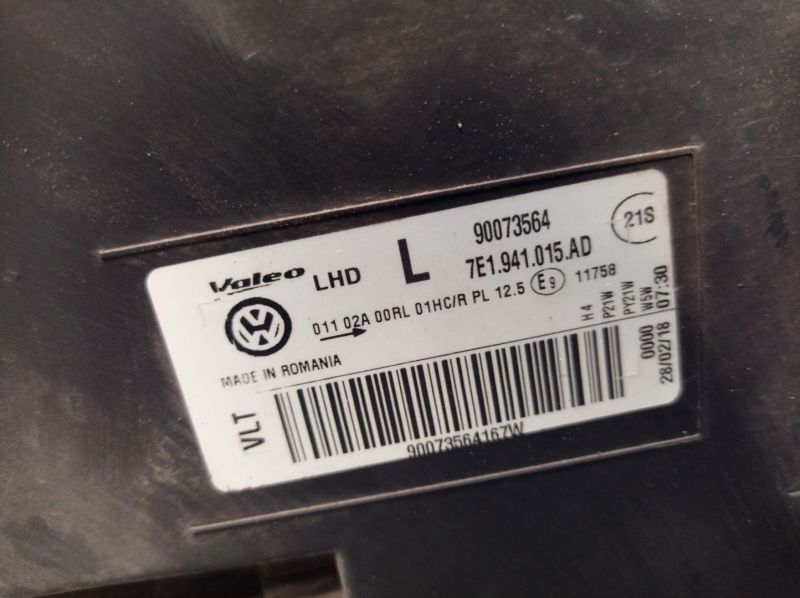 90073564
21S
Valeo LHD L 7E1.941.015.AD
011 02A 00RL 01HC/R PL 12.5 E9 11758
H4
P21W
PY21W
W5W
MADE IN ROMANIA
0000 07:30
28/02/18
VLT
90073564167W